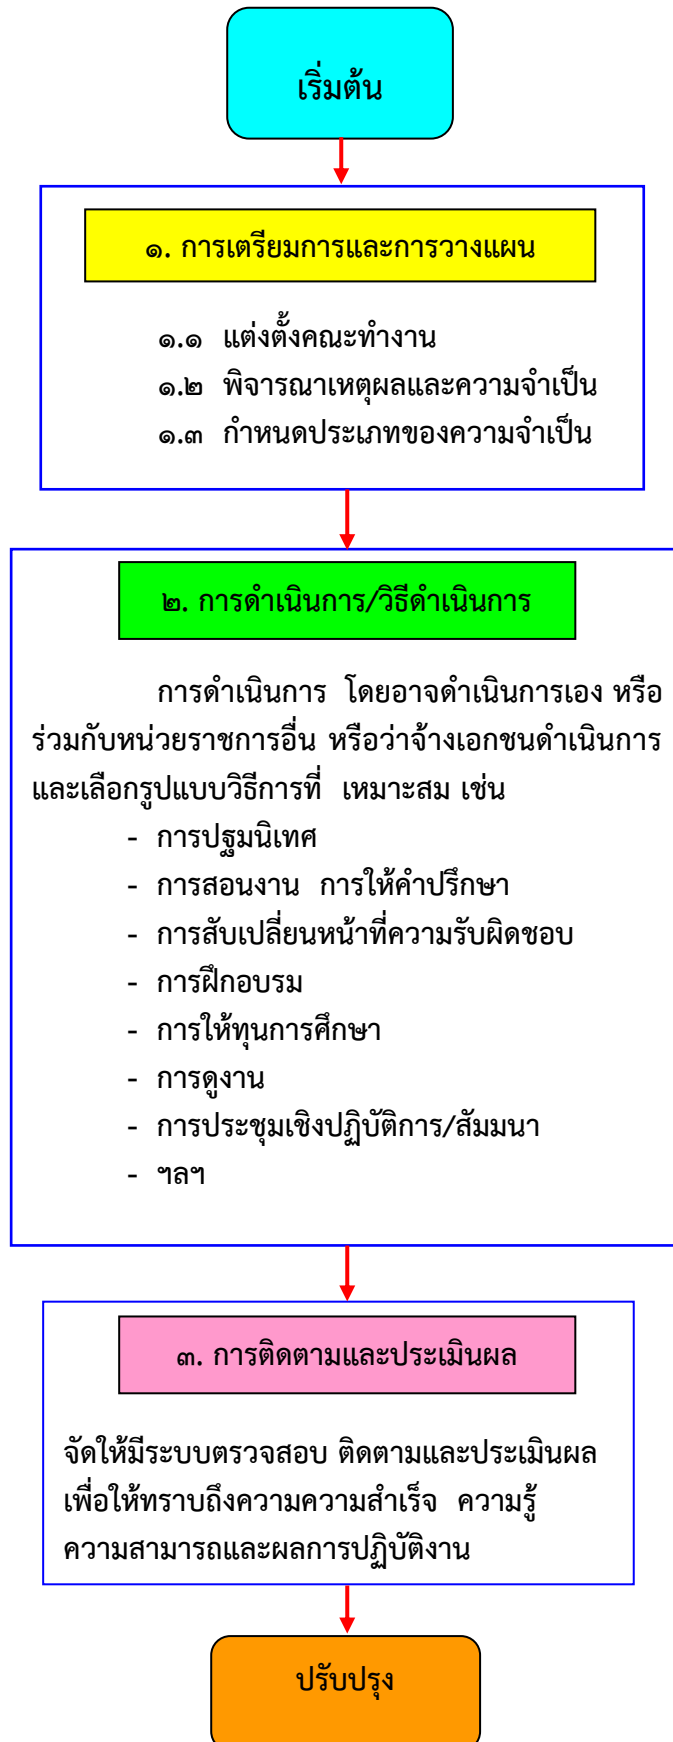 เริ่มต้น
๑. การเตรียมการและการวางแผน
๑.๑ แต่งตั้งคณะทำงาน
๑.๒ พิจารณาเหตุผลและความจำเป็น
๑.๓ กำหนดประเภทของความจำเป็น
๒. การดำเนินการ/วิธีดำเนินการ
การดำเนินการ โดยอาจดำเนินการเอง หรือ
ร่วมกับหน่วยราชการอื่น หรือว่าจ้างเอกชนดำเนินการ
และเลือกรูปแบบวิธีการที่ เหมาะสม เช่น
- การปฐมนิเทศ
- การสอนงาน การให้คำปรึกษา
- การสับเปลี่ยนหน้าที่ความรับผิดชอบ
- การฝึกอบรม
- การให้ทุนการศึกษา
- การดูงาน
- การประชุมเชิงปฏิบัติการ/สัมมนา
- ฯลฯ
๓. การติดตามและประเมินผล
จัดให้มีระบบตรวจสอบ ติดตามและประเมินผล
เพื่อให้ทราบถึงความความสำเร็จ ความรู้
ความสามารถและผลการปฏิบัติงาน
ปรับปรุง